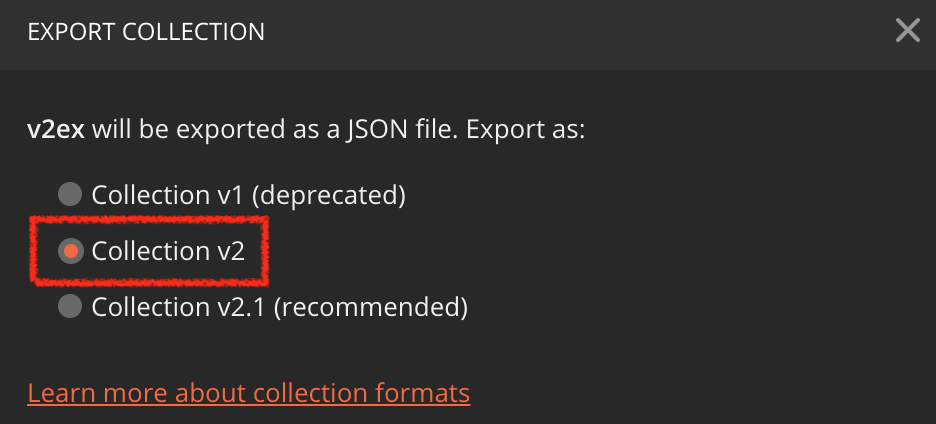 EXPORT COLLECTION
v2ex will be exported as a JSON file. Export as:
Collection v1 (deprecated)
Collection v2
Collection v2.1 (recommended)
Learn more about collection formats